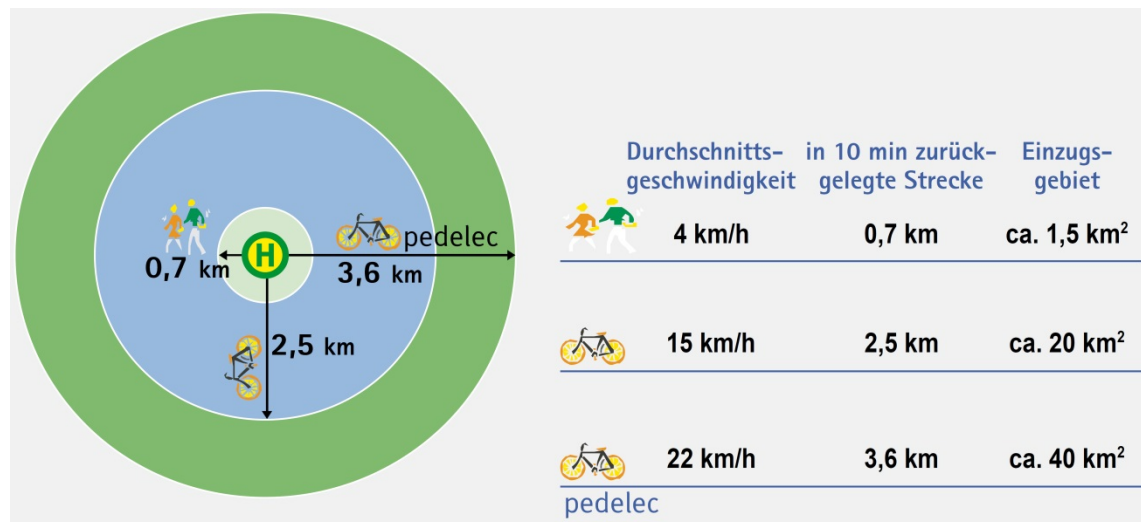 H
pedelec
0,7 km
3,6 km
2,5 km
Durchschnitts-
geschwindigkeit
in 10 min zurück-
gelegte Strecke
Einzugs-
gebiet
4 km/h 0,7 km ca. 1,5 km²
15 km/h 2,5 km ca. 20 km²
22 km/h 3,6 km ca. 40 km²
pedelec